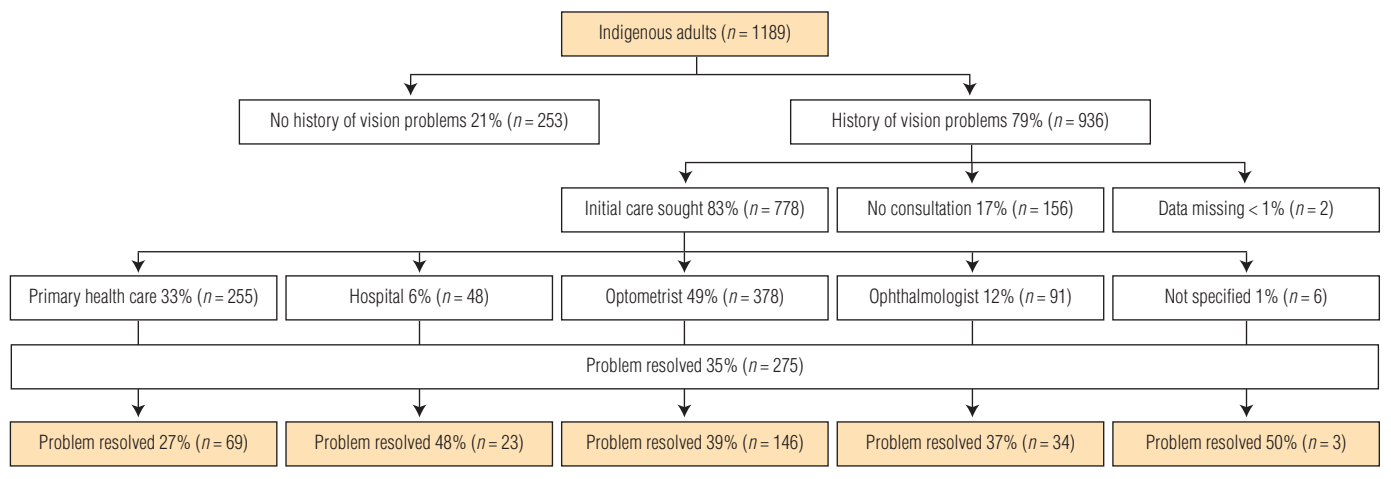 Indigenous adults (n = 1189)
No history of vision problems 21% (n = 253)
History of vision problems 79% (n = 936)
Initial care sought 83% (n = 778)
No consultation 17% (n = 156)
Data missing < 1% (n = 2)
Primary health care 33% (n = 255)
Hospital 6% (n = 48)
Optometrist 49% (n = 378)
Ophthalmologist 12% (n = 91)
Not specified 1% (n = 6)
Problem resolved 35% (n = 275)
Problem resolved 27% (n = 69)
Problem resolved 48% (n = 23)
Problem resolved 39% (n = 146)
Problem resolved 37% (n = 34)
Problem resolved 50% (n = 3)